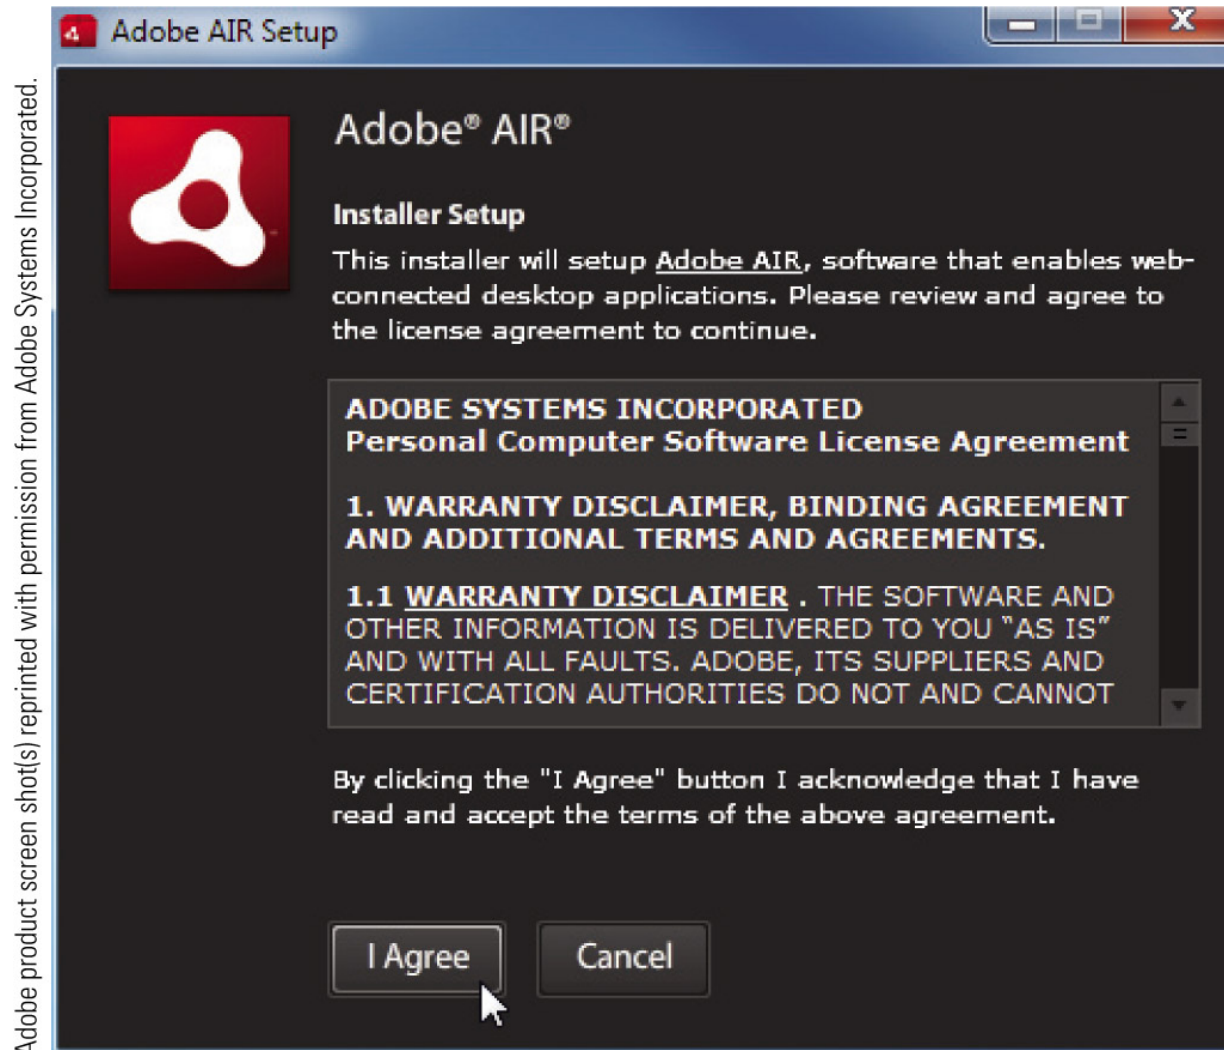 Adobe product screen shot(s) reprinted with permission from Adobe Systems Incorporated.
Adobe AIR Setup
Adobe® AIR®
Installer Setup
This installer will setup Adobe AIR, software that enables web-
connected desktop applications. Please review and agree to
the license agreement to continue.
ADOBE SYSTEMS INCORPORATED
Personal Computer Software License Agreement
1. WARRANTY DISCLAIMER, BINDING AGREEMENT
AND ADDITIONAL TERMS AND AGREEMENTS.
1.1 WARRANTY DISCLAIMER . THE SOFTWARE AND
OTHER INFORMATION IS DELIVERED TO YOU “AS IS”
AND WITH ALL FAULTS. ADOBE, ITS SUPPLIERS AND
CERTIFICATION AUTHORITIES DO NOT AND CANNOT
By clicking the "I Agree" button I acknowledge that I have
read and accept the terms of the above agreement.
I Agree
Cancel